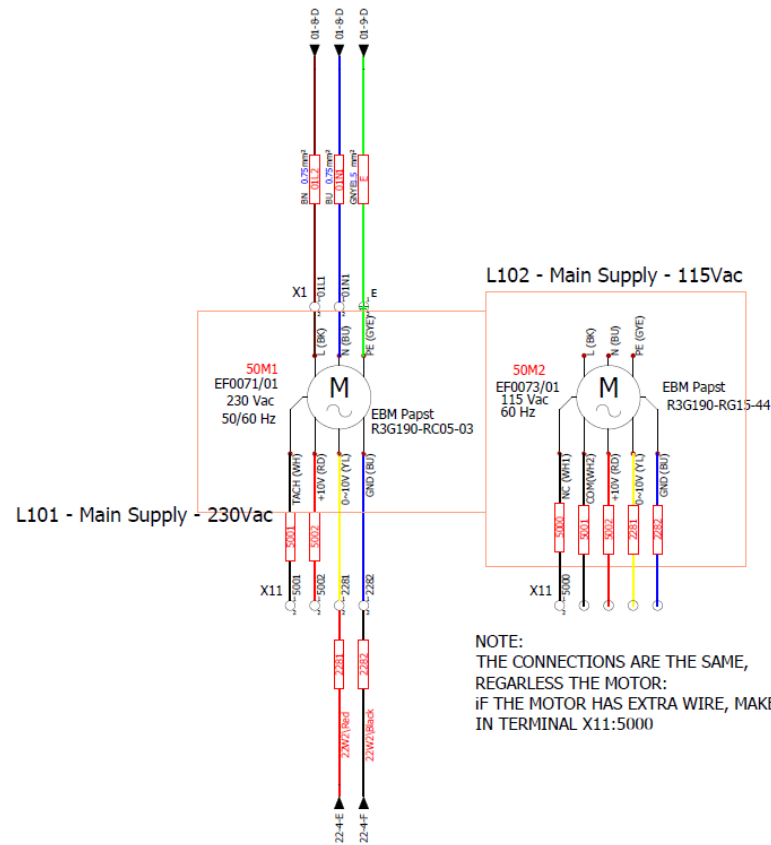 01-8-D
01-8-D
01-9-D
BN 0.75mm²
01L2
BU 0.75mm²
01N1
GNYE1.5 mm²
E
X1
01L1
01N1
E
L (BK)
N (BU)
PE (GYE)
50M1
EF0071/01
230 Vac
50/60 Hz
M
EBM Papst
R3G190-RC05-03
TACH (WH)
+10V (RD)
0~10V (YL)
GND (BU)
L101 - Main Supply - 230Vac
5001
5002
X11
5001
5002
2281
2282
2281
2282
22W2\Red
22W2\Black
22-4-E
22-4-F
L102 - Main Supply - 115Vac
L (BK)
N (BU)
PE (GYE)
50M2
EF0073/01
115 Vac
60 Hz
M
EBM Papst
R3G190-RG15-44
NC (WH1)
COM(WH2)
+10V (RD)
0~10V (YL)
GND (BU)
5000
5001
5002
2281
2282
X11
5000
NOTE:
THE CONNECTIONS ARE THE SAME,
REGARLESS THE MOTOR:
iF THE MOTOR HAS EXTRA WIRE, MAKE
IN TERMINAL X11:5000